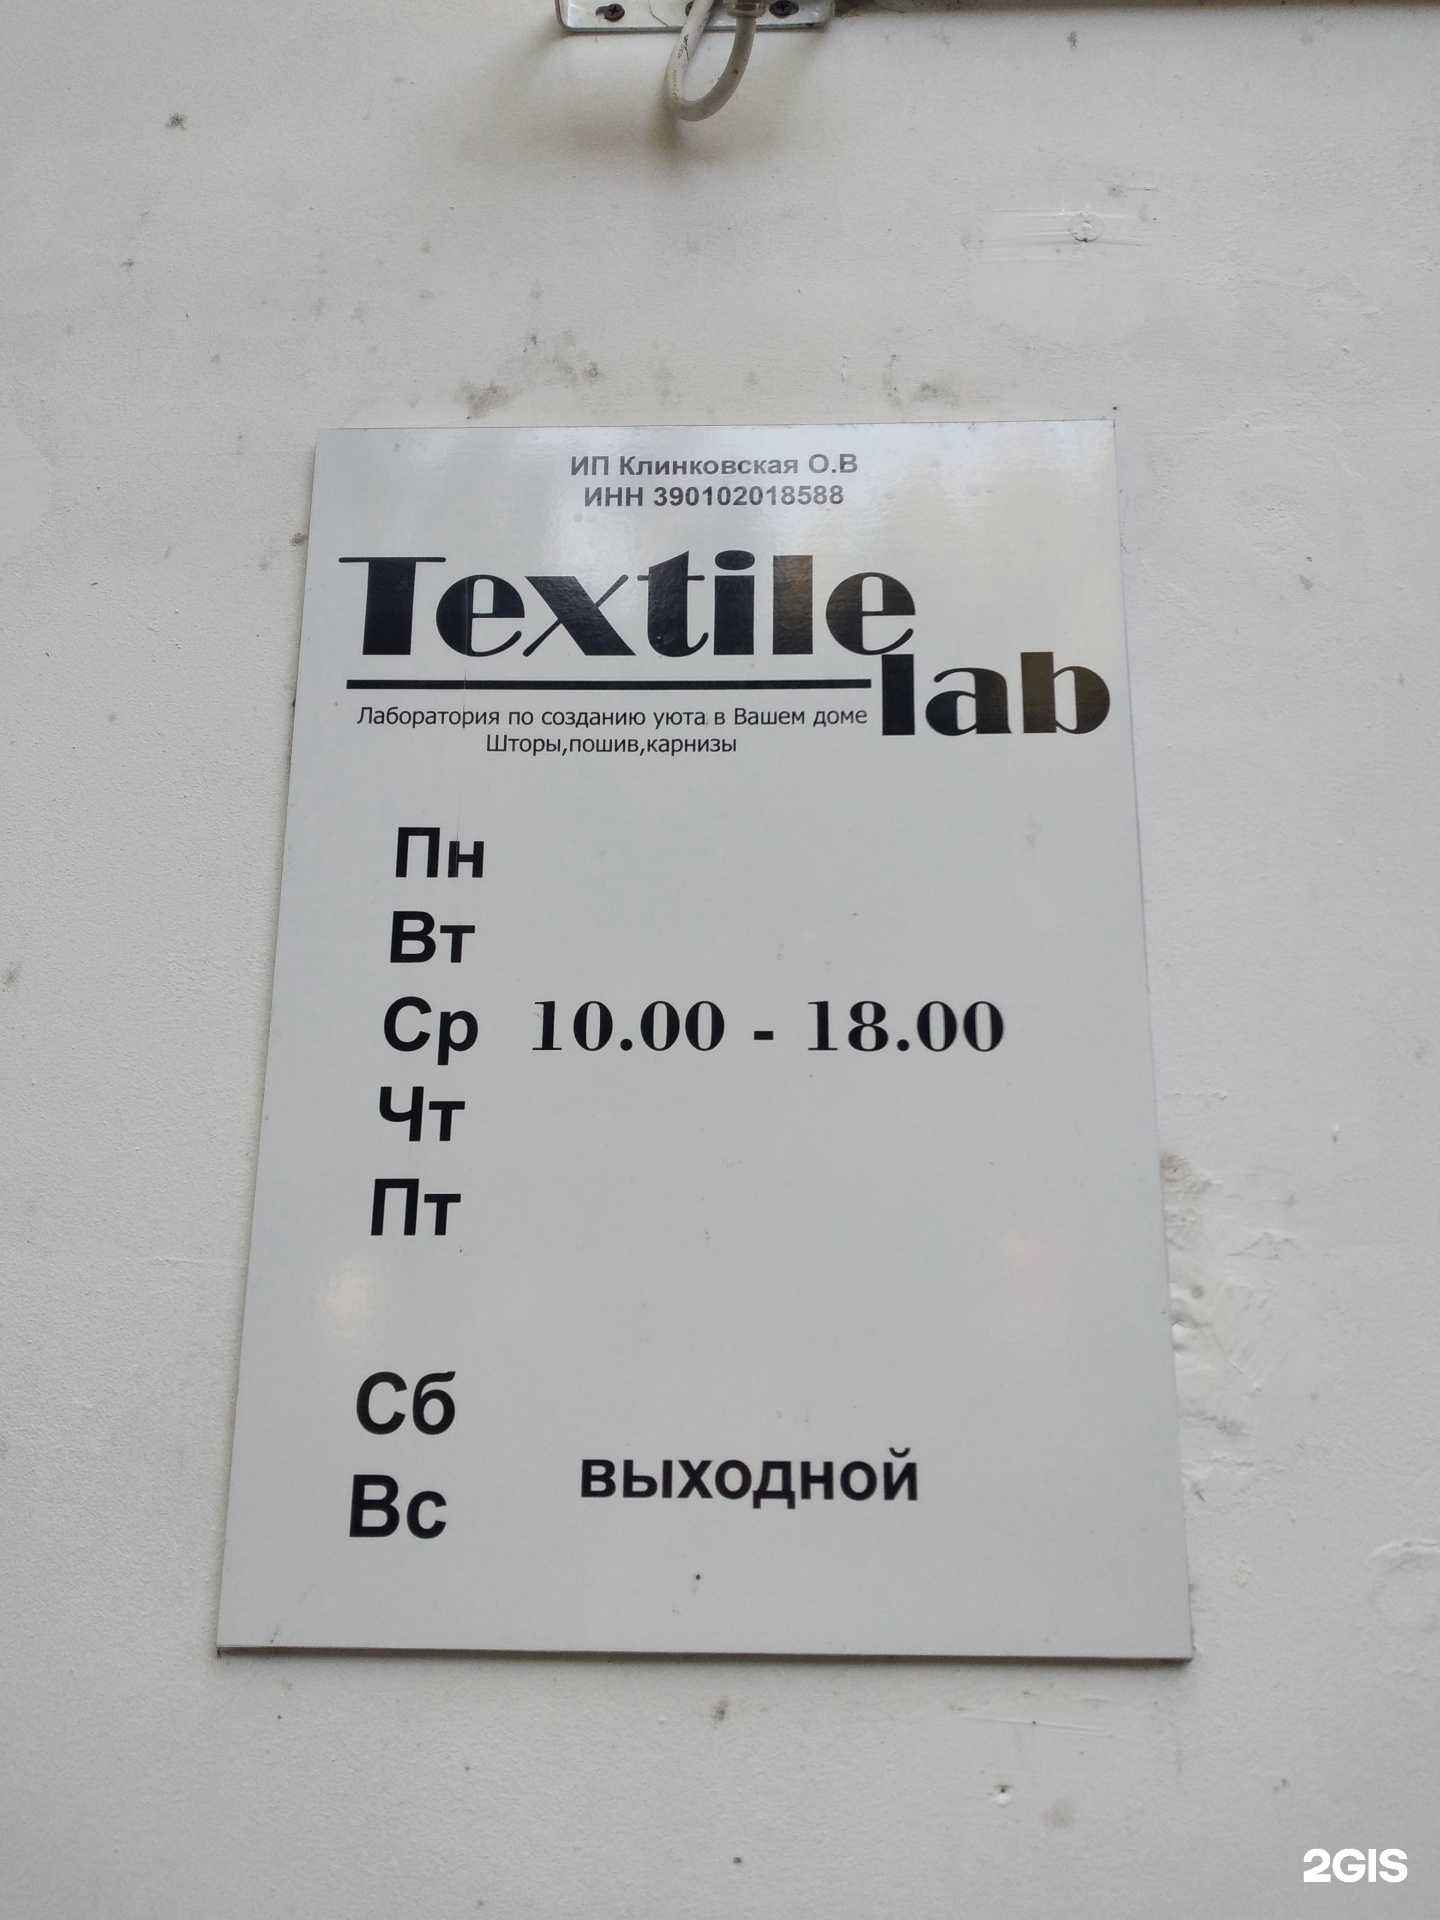 ИП Клинковская О.В
ИНН 390102018588
Textile
lab
Лаборатория по созданию уюта в Вашем доме
Шторы,пошив,карнизы
Пн
Вт
Ср 10.00 - 18.00
Чт
Пт
Сб
выходной
Вс
2GIS